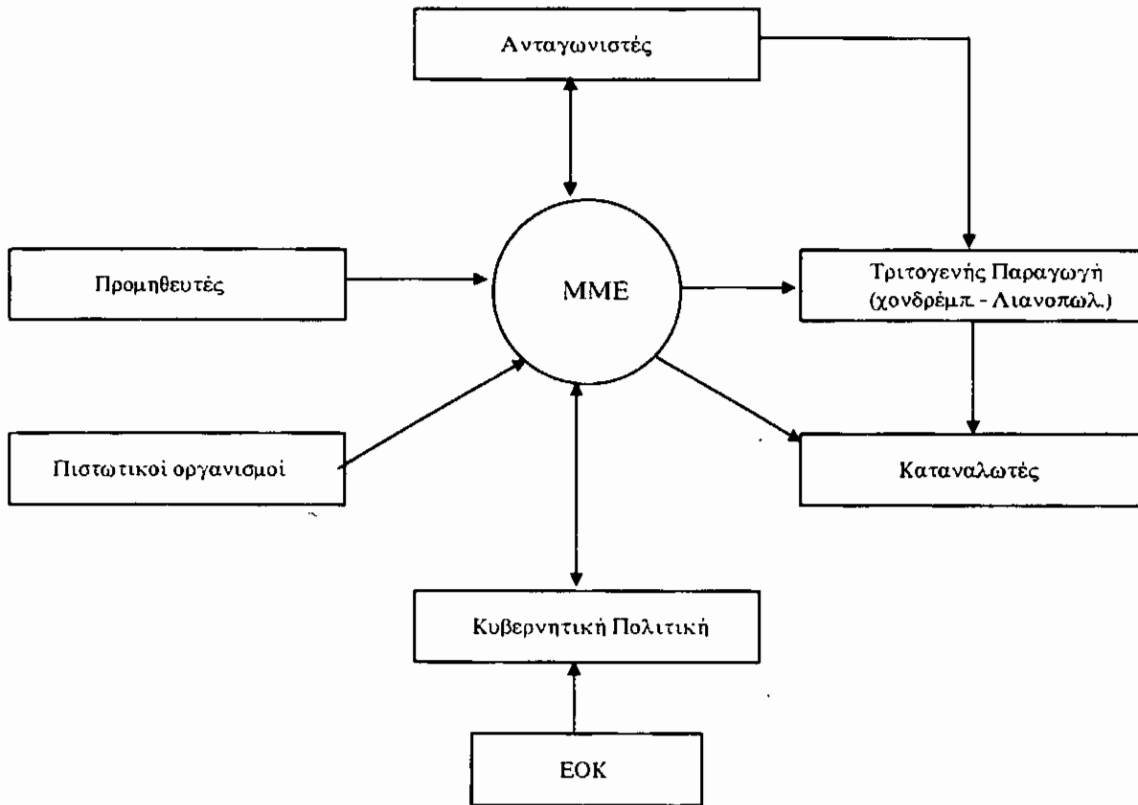 Ανταγωνιστές
Προμηθευτές
ΜΜΕ
Τριτογενής Παραγωγή
(χονδρέμπ. - Λιανοπωλ.)
Πιστωτικοί οργανισμοί
Καταναλωτές
Κυβερνητική Πολιτική
ΕΟΚ